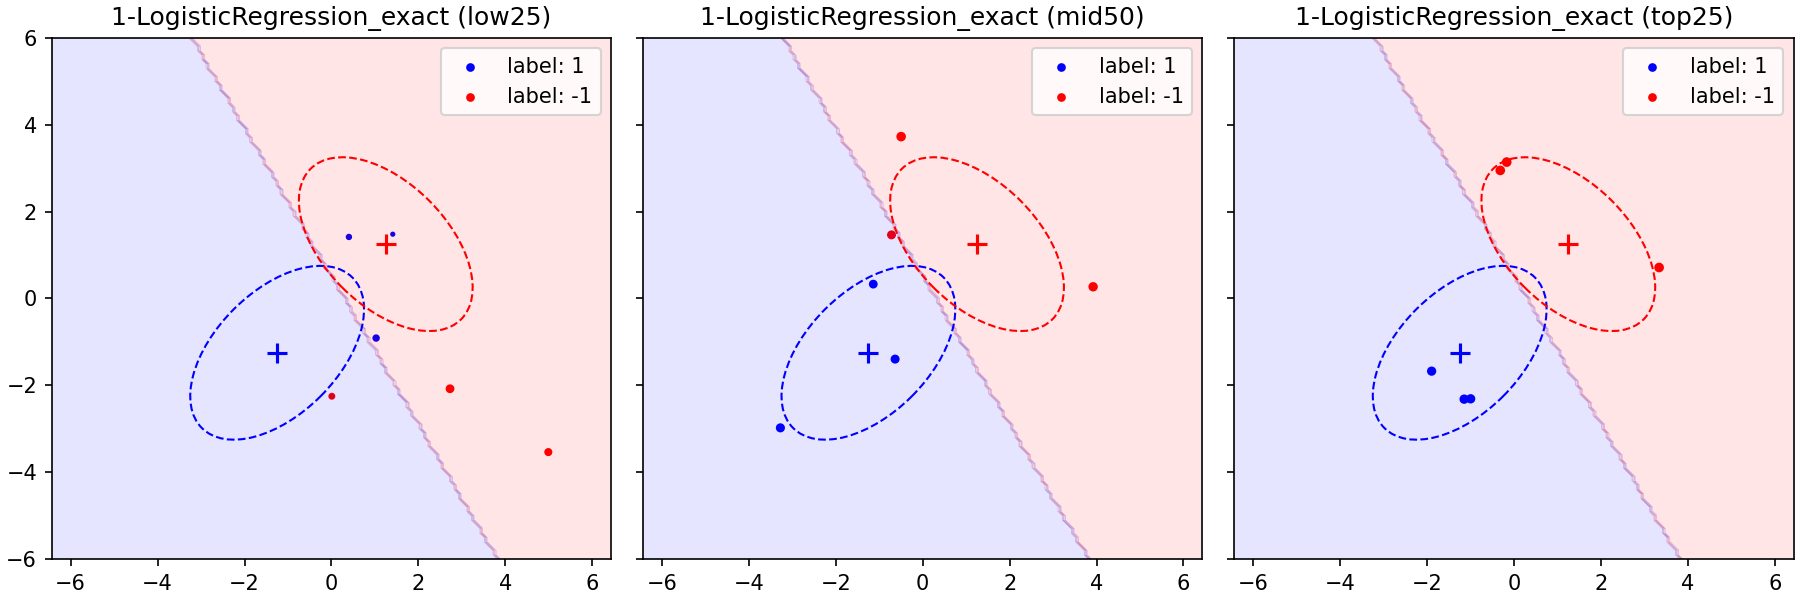 1-LogisticRegression_exact (low25)
1-LogisticRegression_exact (mid50)
1-LogisticRegression_exact (top25)
label: 1
label: -1
label: 1
label: -1
label: 1
label: -1
6
4
2
0
−2
−4
−6
−6 −4 −2 0 2 4 6
−6 −4 −2 0 2 4 6
−6 −4 −2 0 2 4 6